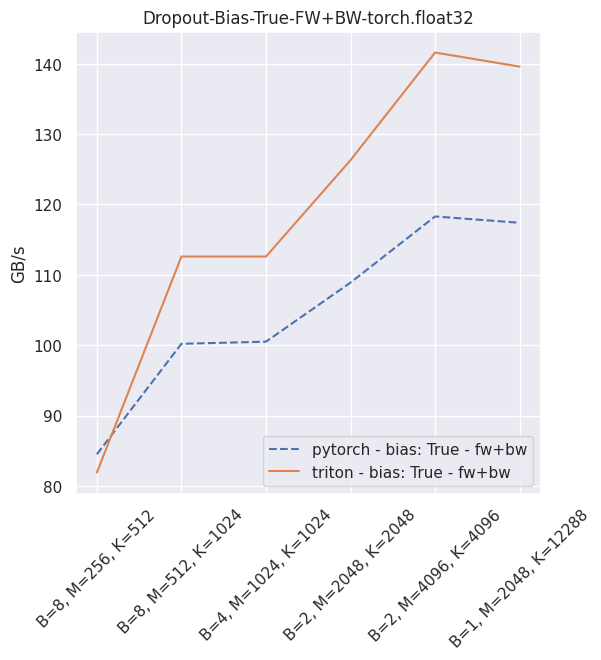 Dropout-Bias-True-FW+BW-torch.float32
GB/s
140
130
120
110
100
90
80
pytorch - bias: True - fw+bw
triton - bias: True - fw+bw
B=8, M=256, K=512
B=8, M=512, K=1024
B=4, M=1024, K=1024
B=2, M=2048, K=2048
B=2, M=4096, K=4096
B=1, M=2048, K=12288